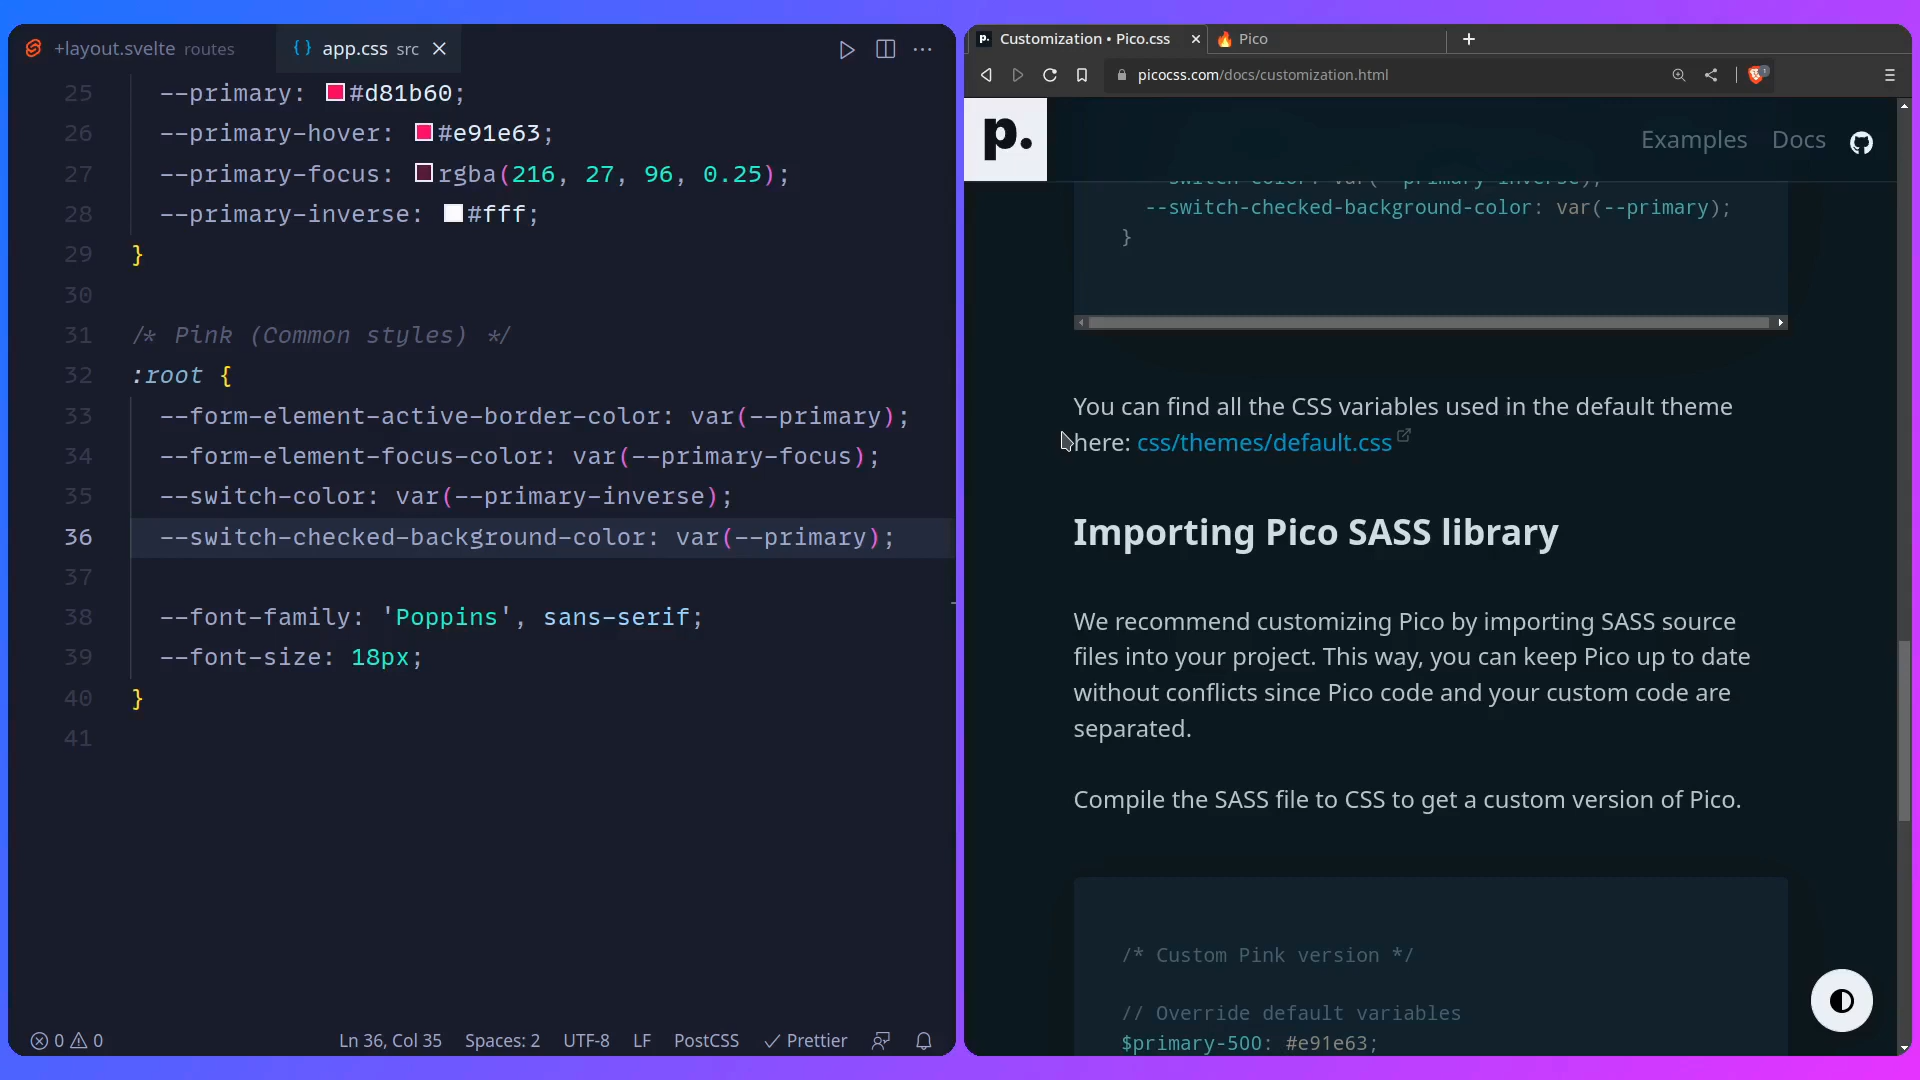 +layout.svelte routes
{} app.css src
25 --primary: #d81b60;
26 --primary-hover: #e91e63;
27 --primary-focus: rgba(216, 27, 96, 0.25);
28 --primary-inverse: #fff;
29 }
30
31 /* Pink (Common styles) */
32 :root {
33 --form-element-active-border-color: var(--primary);
34 --form-element-focus-color: var(--primary-focus);
35 --switch-color: var(--primary-inverse);
36 --switch-checked-background-color: var(--primary);
37
38 --font-family: 'Poppins', sans-serif;
39 --font-size: 18px;
40 }
41
0 0 Ln 36, Col 35 Spaces: 2 UTF-8 LF PostCSS Prettier
p. Customization • Pico.css Pico
picocss.com/docs/customization.html 1
p. Examples Docs
--switch-color: var(--primary-inverse);
--switch-checked-background-color: var(--primary);
}
You can find all the CSS variables used in the default theme
here: css/themes/default.css
Importing Pico SASS library
We recommend customizing Pico by importing SASS source
files into your project. This way, you can keep Pico up to date
without conflicts since Pico code and your custom code are
separated.
Compile the SASS file to CSS to get a custom version of Pico.
/* Custom Pink version */
// Override default variables
$primary-500: #e91e63;